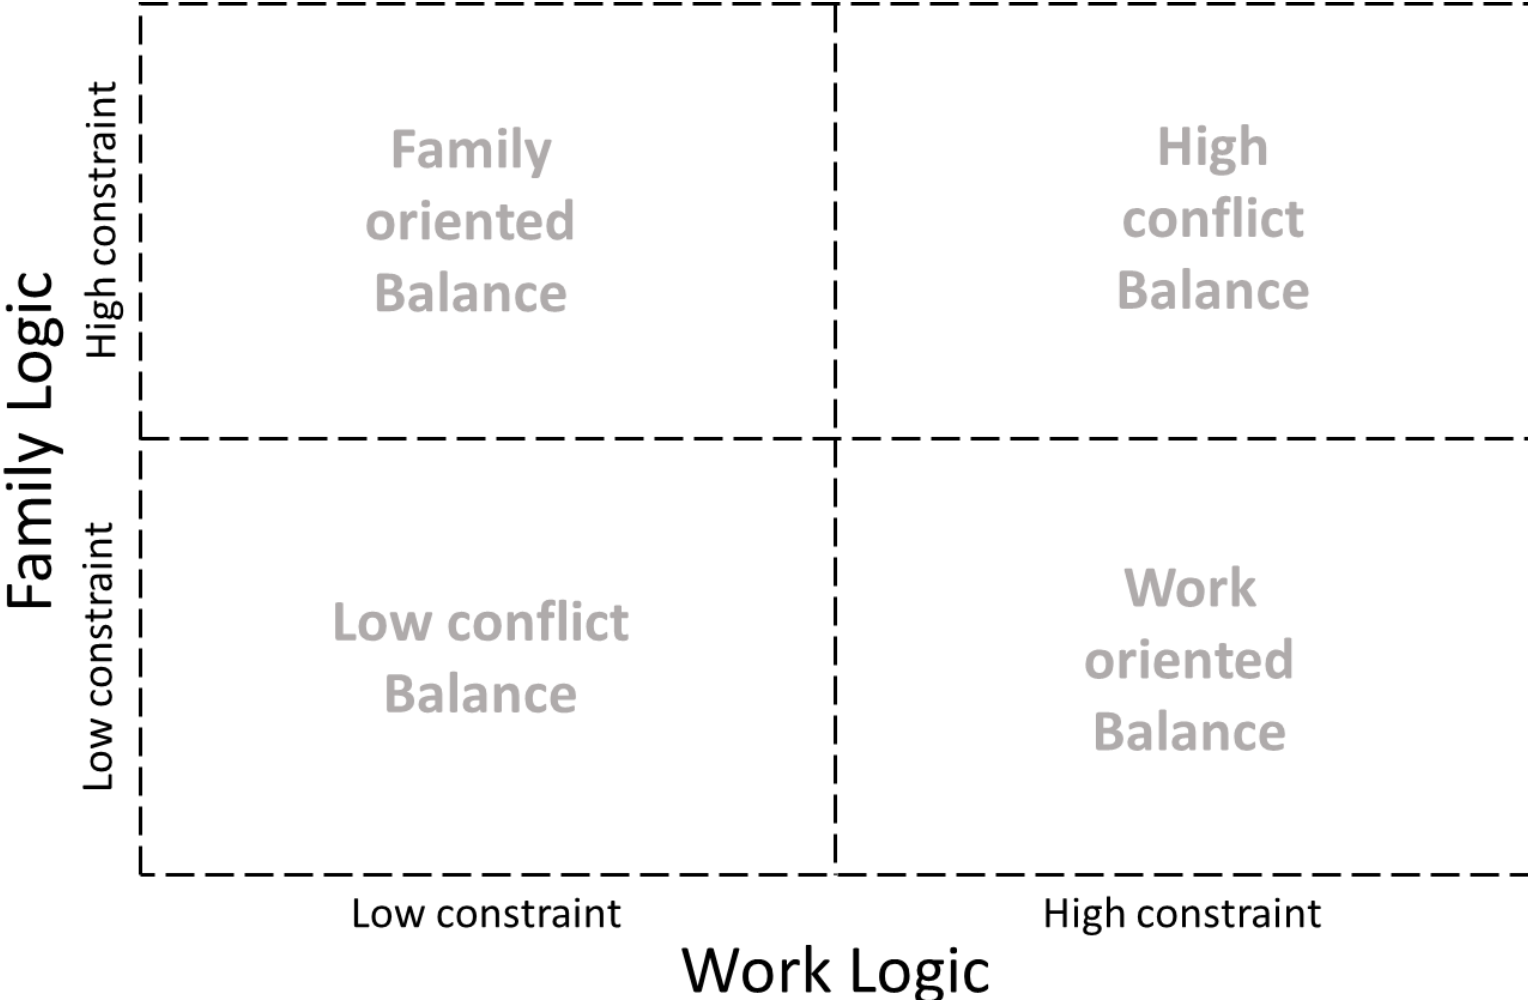 Family Logic
High constraint
Low constraint
Family
oriented
Balance
High
conflict
Balance
Low conflict
Balance
Work
oriented
Balance
Low constraint
High constraint
Work Logic